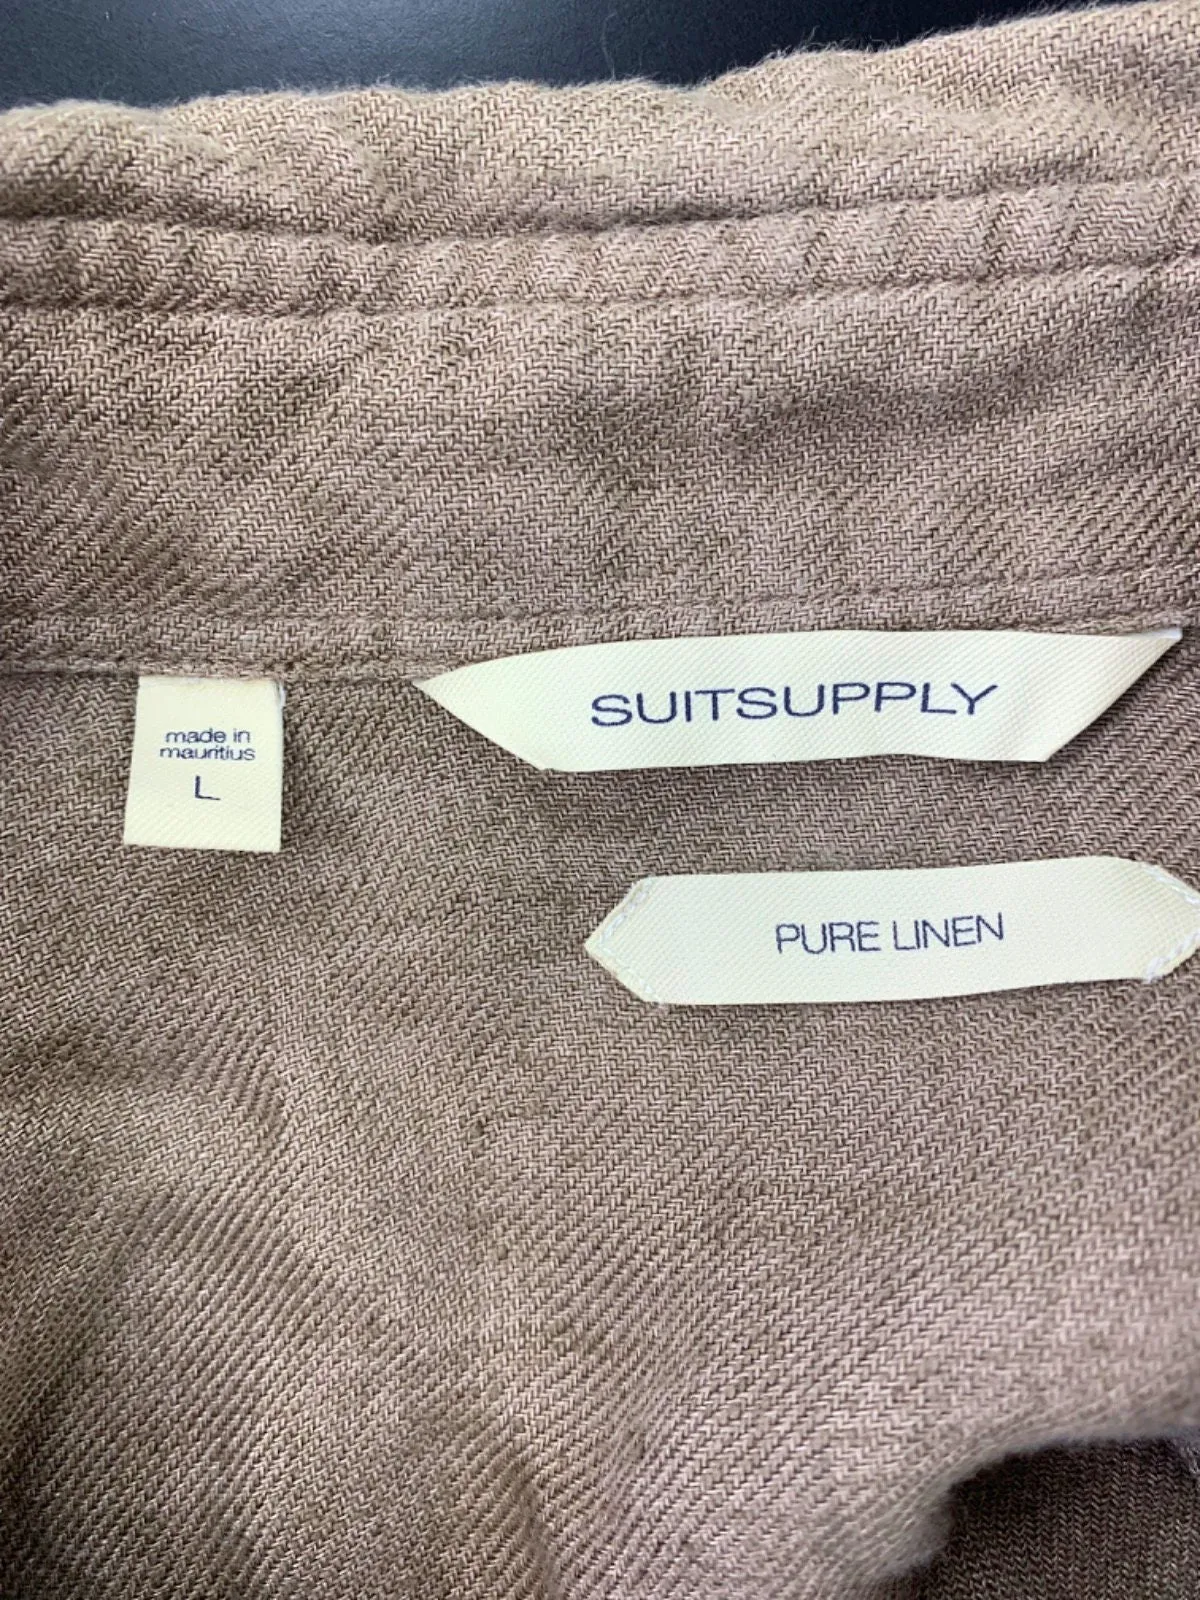 SUITSUPPLY
made in
mauritius
L
PURE LINEN